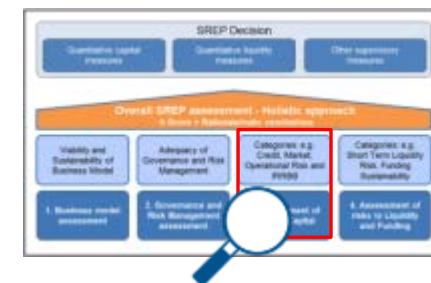 SREP Decision
Quantitative capital
measures
Quantitative liquidity
measures
Other supervisory
measures
Overall SREP assessment - Holistic approach
Viability and
Sustainability of
Business Model
Adequacy of
Governance and Risk
Management
Categories: e.g.
Credit, Market,
Operational Risk and
IRRBB
Categories: e.g.
Short Term Liquidity
Risk, Funding
Sustainability
1. Business model
assessment
2. Governance and
Risk Management
assessment
4. Assessment of
risks to Liquidity
and Funding